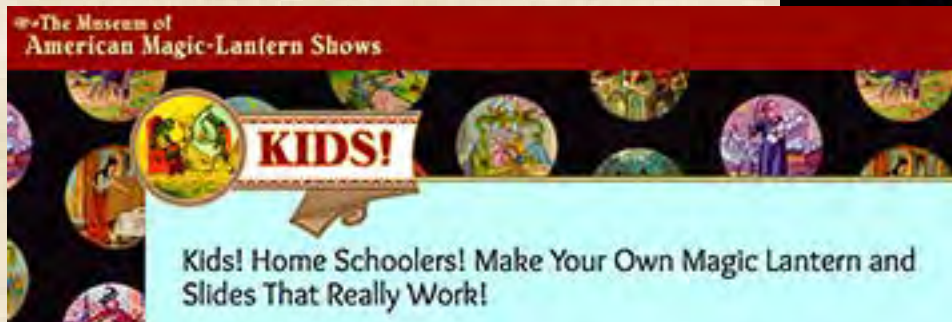 The Museum of
American Magic-Lantern Shows
KIDS!
Kids! Home Schoolers! Make Your Own Magic Lantern and
Slides That Really Work!